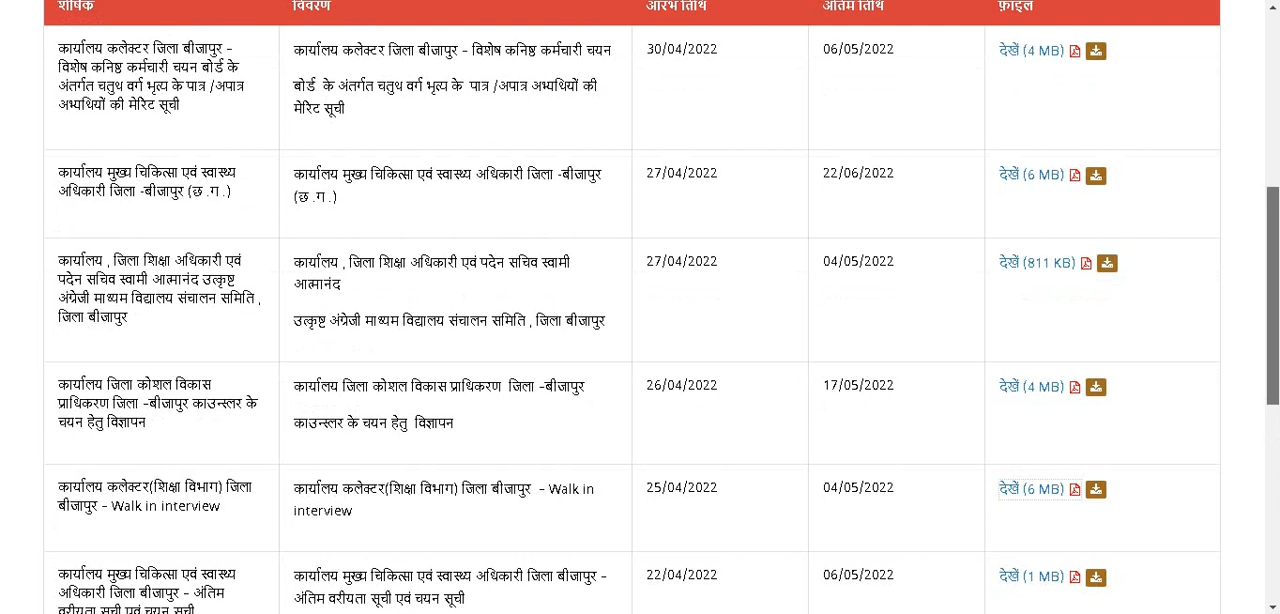 शीर्षक विवरण आरंभ तिथि अंतिम तिथि फ़ाइल
कार्यालय कलेक्टर जिला बीजापुर –
विशेष कनिष्ठ कर्मचारी चयन बोर्ड के
अंतर्गत चतुथ वर्ग भृत्य के पात्र /अपात्र
अभ्यथियों की मेरिट सूची
कार्यालय कलेक्टर जिला बीजापुर – विशेष कनिष्ठ कर्मचारी चयन
बोर्ड के अंतर्गत चतुथ वर्ग भृत्य के पात्र /अपात्र अभ्यथियों की
मेरिट सूची
30/04/2022
06/05/2022
देखें (4 MB)
कार्यालय मुख्य चिकित्सा एवं स्वास्थ्य
अधिकारी जिला -बीजापुर (छ .ग .)
कार्यालय मुख्य चिकित्सा एवं स्वास्थ्य अधिकारी जिला -बीजापुर
(छ .ग .)
27/04/2022
22/06/2022
देखें (6 MB)
कार्यालय , जिला शिक्षा अधिकारी एवं
पदेन सचिव स्वामी आत्मानंद उत्कृष्ट
अंग्रेजी माध्यम विद्यालय संचालन समिति ,
जिला बीजापुर
कार्यालय , जिला शिक्षा अधिकारी एवं पदेन सचिव स्वामी
आत्मानंद
उत्कृष्ट अंग्रेजी माध्यम विद्यालय संचालन समिति , जिला बीजापुर
27/04/2022
04/05/2022
देखें (811 KB)
कार्यालय जिला कोशल विकास
प्राधिकरण जिला –बीजापुर काउन्स्लर के
चयन हेतु विज्ञापन
कार्यालय जिला कोशल विकास प्राधिकरण जिला –बीजापुर
काउन्स्लर के चयन हेतु विज्ञापन
26/04/2022
17/05/2022
देखें (4 MB)
कार्यालय कलेक्टर(शिक्षा विभाग) जिला
बीजापुर – Walk in interview
कार्यालय कलेक्टर(शिक्षा विभाग) जिला बीजापुर – Walk in
interview
25/04/2022
04/05/2022
देखें (6 MB)
कार्यालय मुख्य चिकित्सा एवं स्वास्थ्य
अधिकारी जिला बीजापुर – अंतिम
वरीयता सूची एवं चयन सूची
कार्यालय मुख्य चिकित्सा एवं स्वास्थ्य अधिकारी जिला बीजापुर –
अंतिम वरीयता सूची एवं चयन सूची
22/04/2022
06/05/2022
देखें (1 MB)